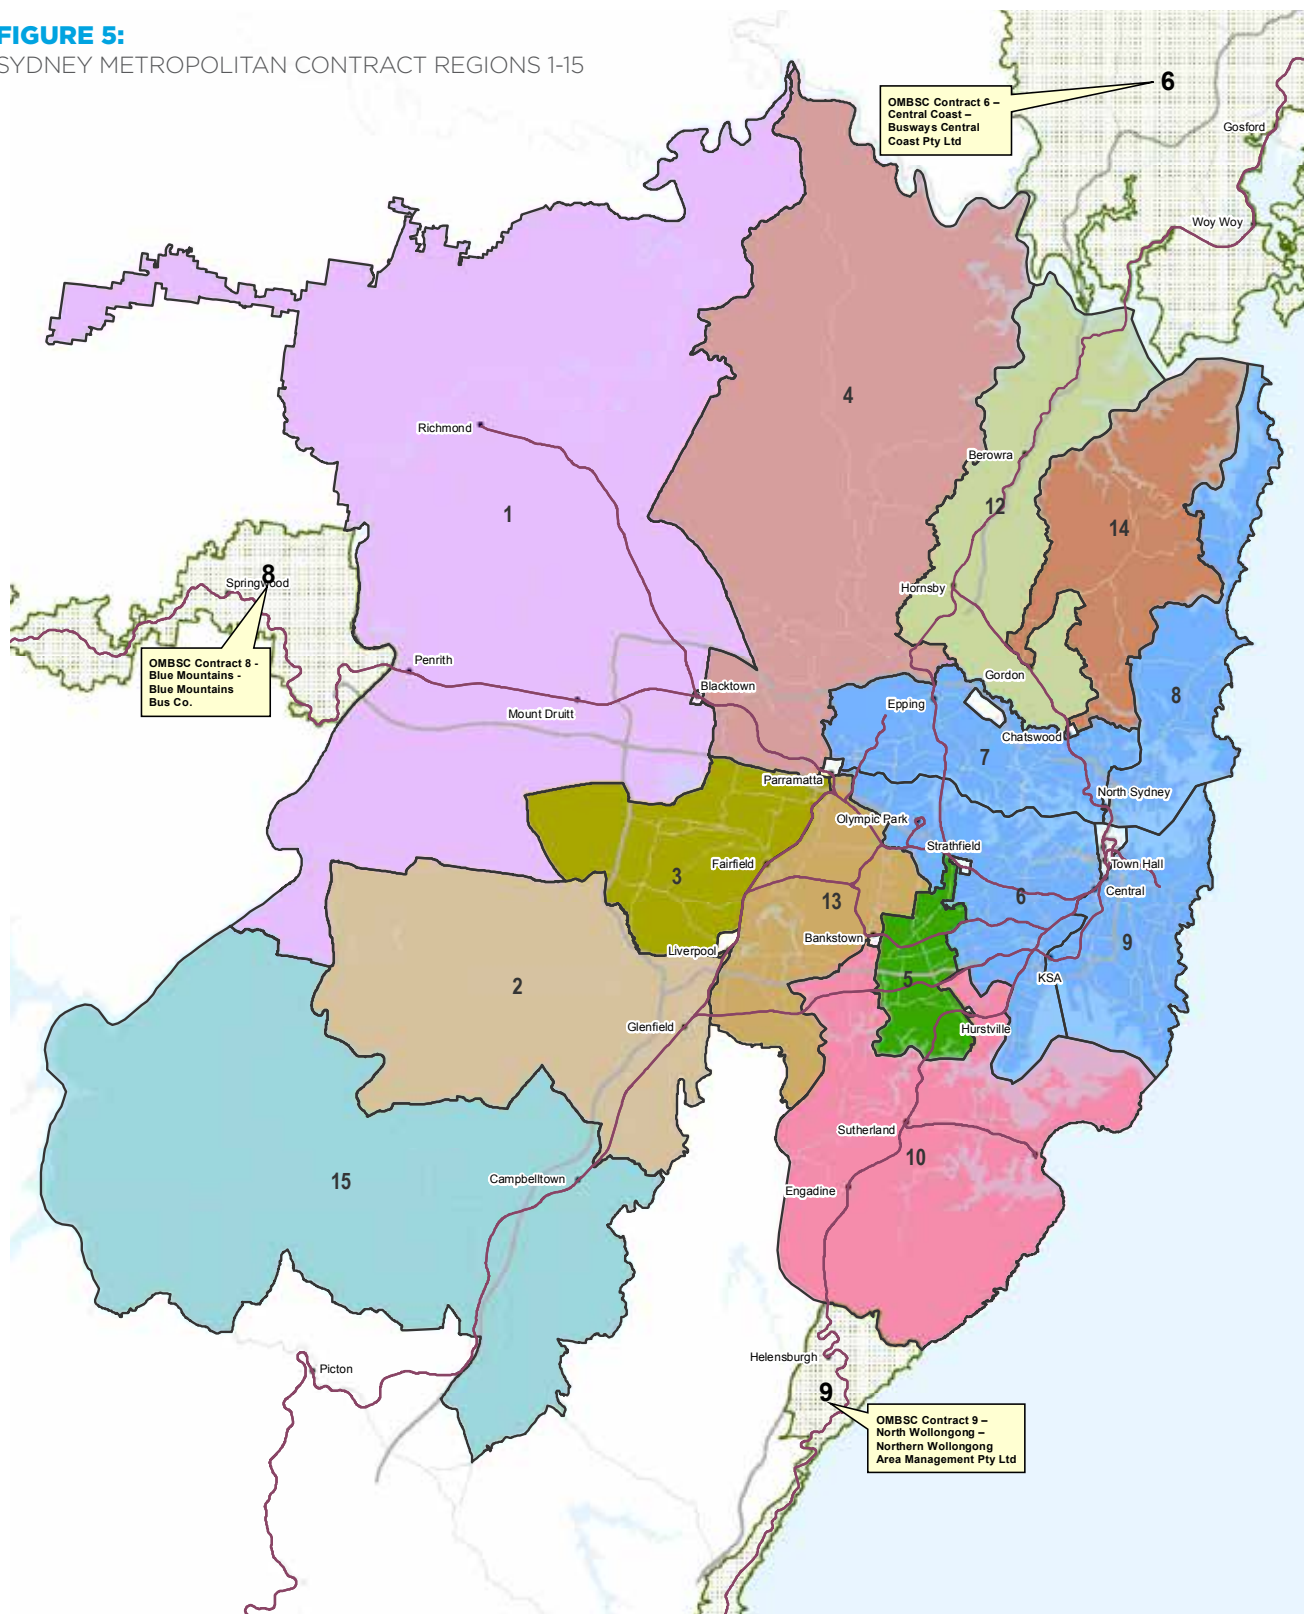 FIGURE 5:
SYDNEY METROPOLITAN CONTRACT REGIONS 1-15
6
OMBSC Contract 6 –
Central Coast –
Busways Central
Coast Pty Ltd
Gosford
Woy Woy
4
Richmond
Berowra
1
12
14
8
Springwood
Hornsby
OMBSC Contract 8 -
Blue Mountains -
Blue Mountains
Bus Co.
Penrith
Blacktown
Gordon
Mount Druitt
Epping
8
Chatswood
7
Parramatta
North Sydney
Olympic Park
Strathfield
Fairfield
Town Hall
3
Central
13
6
Bankstown
9
Liverpool
KSA
5
2
Glenfield
Hurstville
Sutherland
10
Campbelltown
15
Engadine
Helensburgh
Picton
9
OMBSC Contract 9 –
North Wollongong –
Northern Wollongong
Area Management Pty Ltd